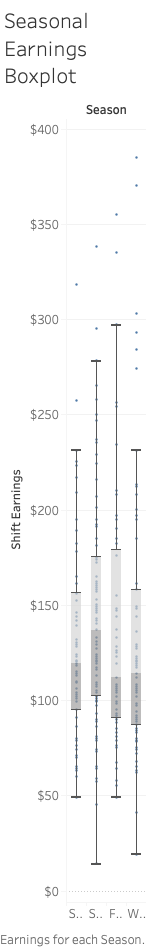 Seasonal
Earnings
Boxplot
Season
$400
$350
$300
$250
$200
$150
$100
$50
$0
Shift Earnings
S.. S.. F.. W..
Earnings for each Season.